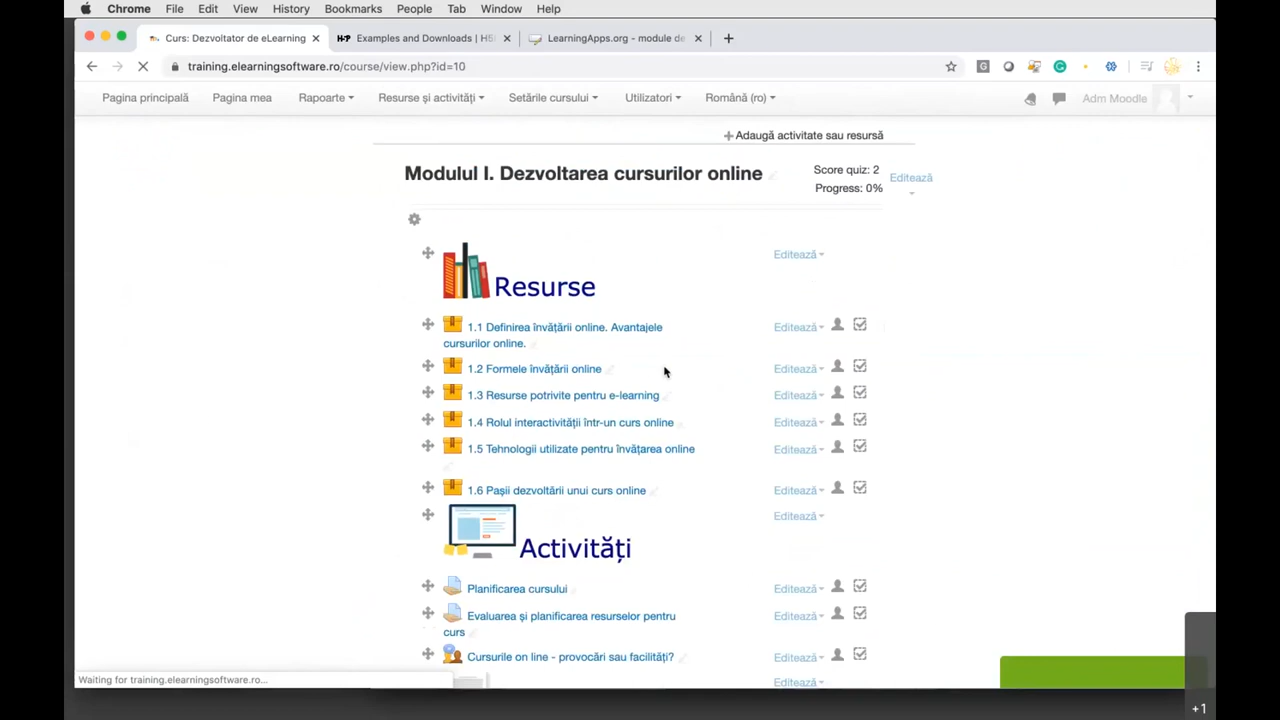 Chrome File Edit View History Bookmarks People Tab Window Help
Curs: Dezvoltator de eLearning
H5P Examples and Downloads | H5
LearningApps.org - module de
training.elearningsoftware.ro/course/view.php?id=10
Pagina principală Pagina mea Rapoarte Resurse și activități Setările cursului Utilizatori Română (ro) Adm Moodle
Adaugă activitate sau resursă
Modulul I. Dezvoltarea cursurilor online
Score quiz: 2
Progress: 0%
Editează
Resurse Editează
1.1 Definirea învățării online. Avantajele Editează
cursurilor online.
1.2 Formele învățării online Editează
1.3 Resurse potrivite pentru e-learning Editează
1.4 Rolul interactivității într-un curs online Editează
1.5 Tehnologii utilizate pentru învățarea online Editează
1.6 Pașii dezvoltării unui curs online Editează
Activități Editează
Planificarea cursului Editează
Evaluarea și planificarea resurselor pentru Editează
curs
Cursurile on line - provocări sau facilități? Editează
Editează
Waiting for training.elearningsoftware.ro...
+1